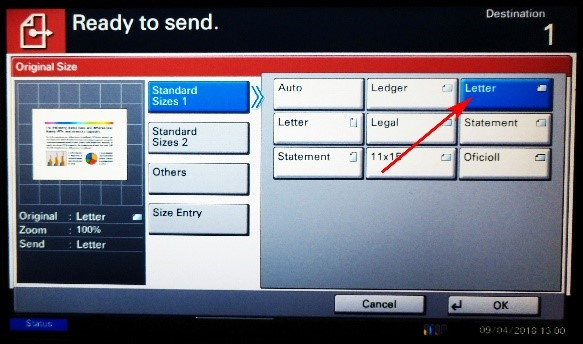 Ready to send.
Destination
1
Original Size
Standard
Sizes 1
Standard
Sizes 2
Others
Size Entry
Auto
Ledger
Letter
Letter
Legal
Statement
Statement
11x15
OficioII
Original : Letter
Zoom : 100%
Send : Letter
Cancel
OK
Status
09/04/2018 13:00